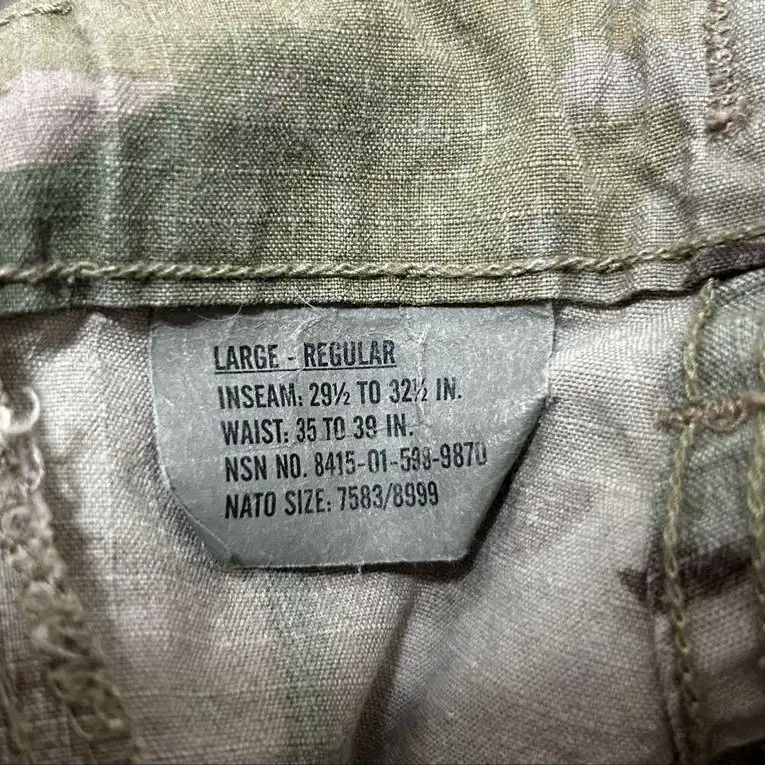 LARGE - REGULAR
INSEAM: 29½ TO 32½ IN.
WAIST: 35 TO 39 IN.
NSN NO. 8415-01-598-9870
NATO SIZE: 7583/8999